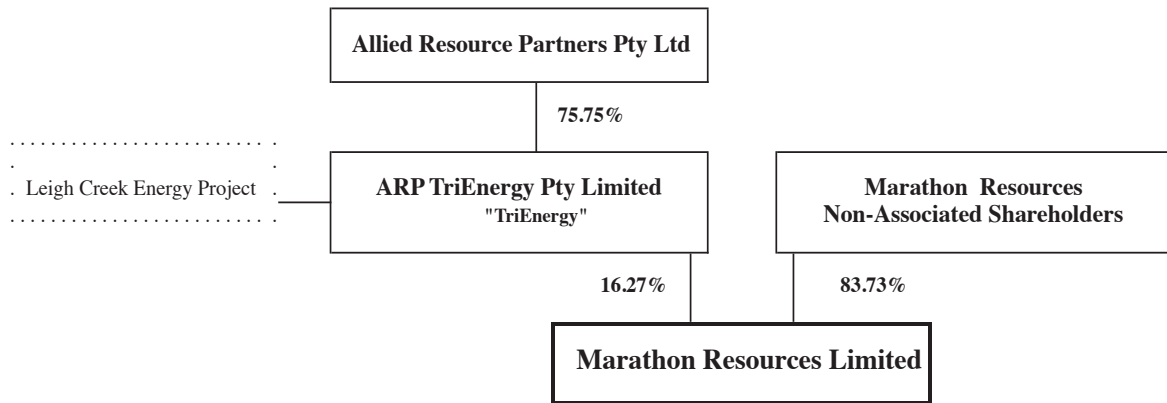 Allied Resource Partners Pty Ltd
75.75%
Leigh Creek Energy Project
ARP TriEnergy Pty Limited
"TriEnergy"
Marathon Resources
Non-Associated Shareholders
16.27%
83.73%
Marathon Resources Limited